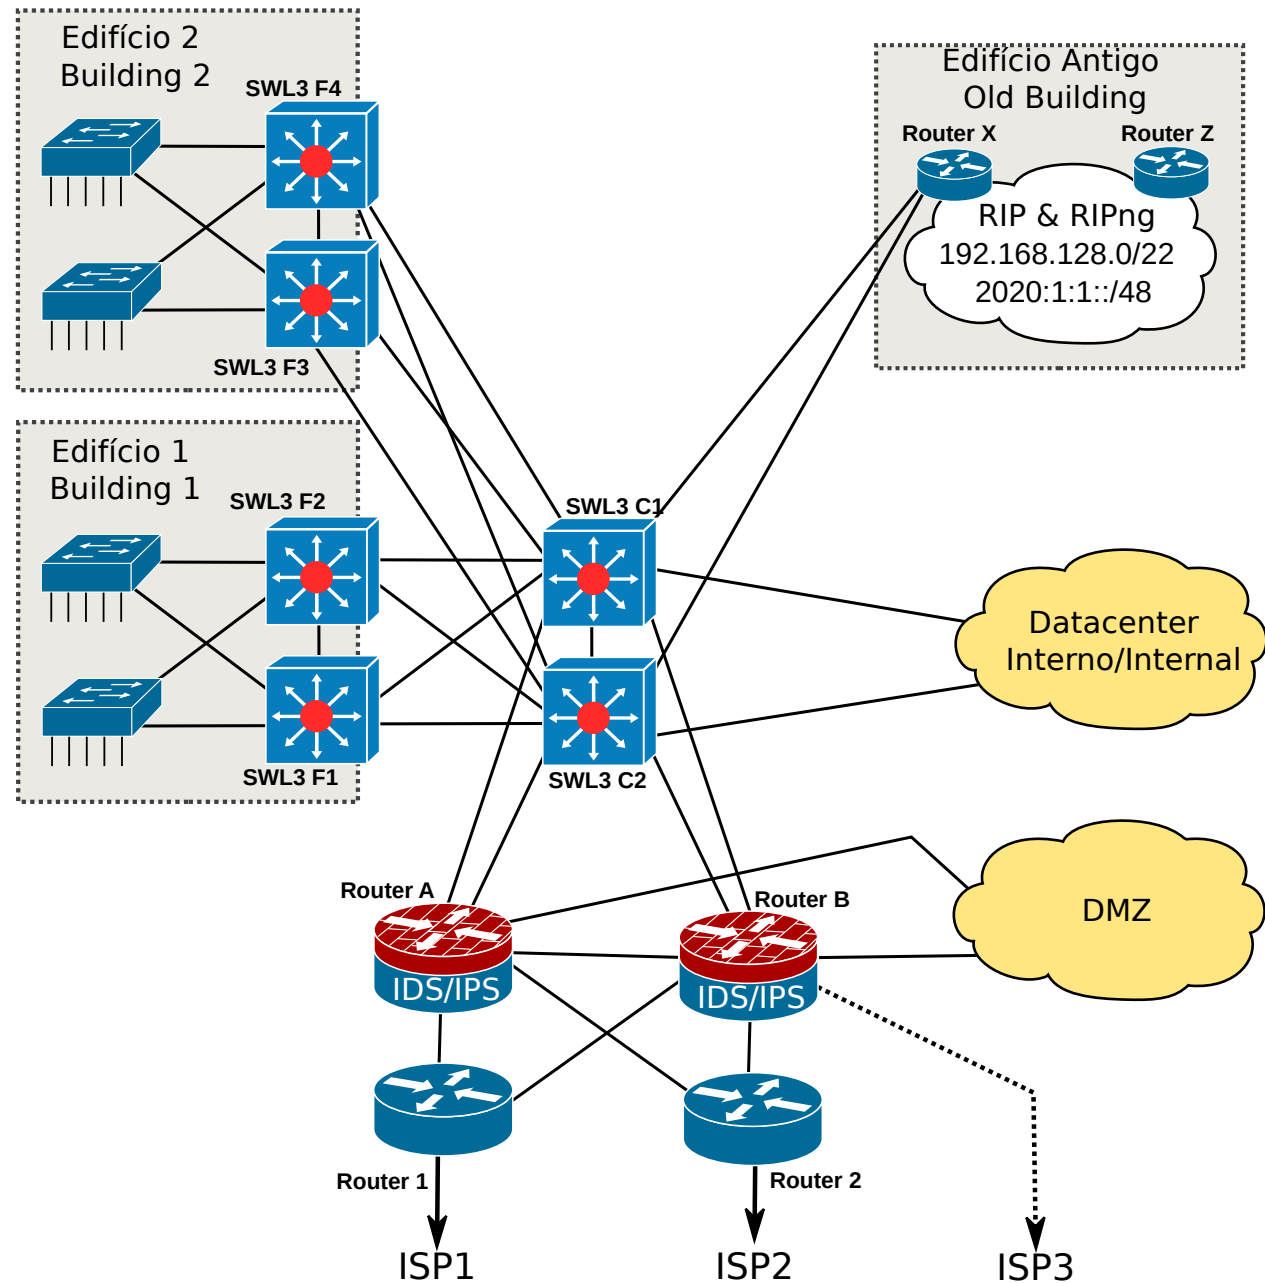 Edifício 2
Building 2
SWL3 F4
SWL3 F3
Edifício Antigo
Old Building
Router X
Router Z
RIP & RIPng
192.168.128.0/22
2020:1:1::/48
Edifício 1
Building 1
SWL3 F2
SWL3 F1
SWL3 C1
SWL3 C2
Datacenter
Interno/Internal
DMZ
Router A
IDS/IPS
Router B
IDS/IPS
Router 1
Router 2
ISP1
ISP2
ISP3